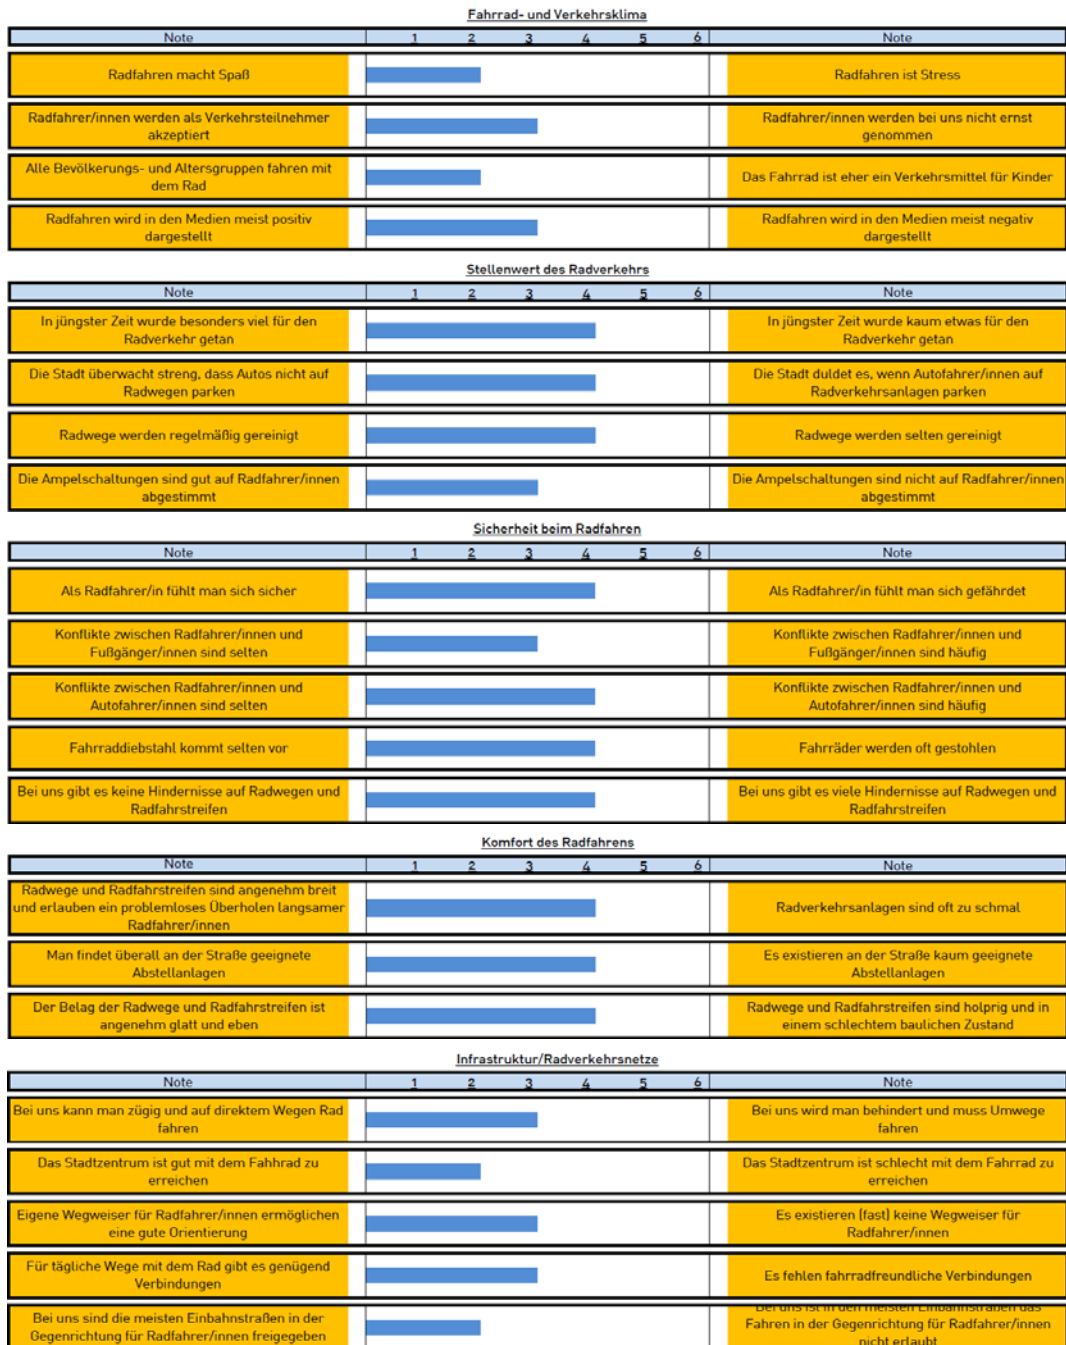 Fahrrad- und Verkehrsklima
Note 1 2 3 4 5 6 Note
Radfahren macht Spaß
Radfahren ist Stress
Radfahrer/innen werden als Verkehrsteilnehmer
akzeptiert
Radfahrer/innen werden bei uns nicht ernst
genommen
Alle Bevölkerungs- und Altersgruppen fahren mit
dem Rad
Das Fahrrad ist eher ein Verkehrsmittel für Kinder
Radfahren wird in den Medien meist positiv
dargestellt
Radfahren wird in den Medien meist negativ
dargestellt
Stellenwert des Radverkehrs
Note 1 2 3 4 5 6 Note
In jüngster Zeit wurde besonders viel für den
Radverkehr getan
In jüngster Zeit wurde kaum etwas für den
Radverkehr getan
Die Stadt überwacht streng, dass Autos nicht auf
Radwegen parken
Die Stadt duldet es, wenn Autofahrer/innen auf
Radverkehrsanlagen parken
Radwege werden regelmäßig gereinigt
Radwege werden selten gereinigt
Die Ampelschaltungen sind gut auf Radfahrer/innen
abgestimmt
Die Ampelschaltungen sind nicht auf Radfahrer/innen
abgestimmt
Sicherheit beim Radfahren
Note 1 2 3 4 5 6 Note
Als Radfahrer/in fühlt man sich sicher
Als Radfahrer/in fühlt man sich gefährdet
Konflikte zwischen Radfahrer/innen und
Fußgänger/innen sind selten
Konflikte zwischen Radfahrer/innen und
Fußgänger/innen sind häufig
Konflikte zwischen Radfahrer/innen und
Autofahrer/innen sind selten
Konflikte zwischen Radfahrer/innen und
Autofahrer/innen sind häufig
Fahrraddiebstahl kommt selten vor
Fahrräder werden oft gestohlen
Bei uns gibt es keine Hindernisse auf Radwegen und
Radfahrstreifen
Bei uns gibt es viele Hindernisse auf Radwegen und
Radfahrstreifen
Komfort des Radfahrens
Note 1 2 3 4 5 6 Note
Radwege und Radfahrstreifen sind angenehm breit
und erlauben ein problemloses Überholen langsamer
Radfahrer/innen
Radverkehrsanlagen sind oft zu schmal
Man findet überall an der Straße geeignete
Abstellanlagen
Es existieren an der Straße kaum geeignete
Abstellanlagen
Der Belag der Radwege und Radfahrstreifen ist
angenehm glatt und eben
Radwege und Radfahrstreifen sind holprig und in
einem schlechtem baulichen Zustand
Infrastruktur/Radverkehrsnetze
Note 1 2 3 4 5 6 Note
Bei uns kann man zügig und auf direktem Wegen Rad
fahren
Bei uns wird man behindert und muss Umwege
fahren
Das Stadtzentrum ist gut mit dem Fahhrad zu
erreichen
Das Stadtzentrum ist schlecht mit dem Fahrrad zu
erreichen
Eigene Wegweiser für Radfahrer/innen ermöglichen
eine gute Orientierung
Es existieren (fast) keine Wegweiser für
Radfahrer/innen
Für tägliche Wege mit dem Rad gibt es genügend
Verbindungen
Es fehlen fahrradfreundliche Verbindungen
Bei uns sind die meisten Einbahnstraßen in der
Gegenrichtung für Radfahrer/innen freigegeben
Bei uns ist in den meisten Einbahnstraßen das
Fahren in der Gegenrichtung für Radfahrer/innen
nicht erlaubt